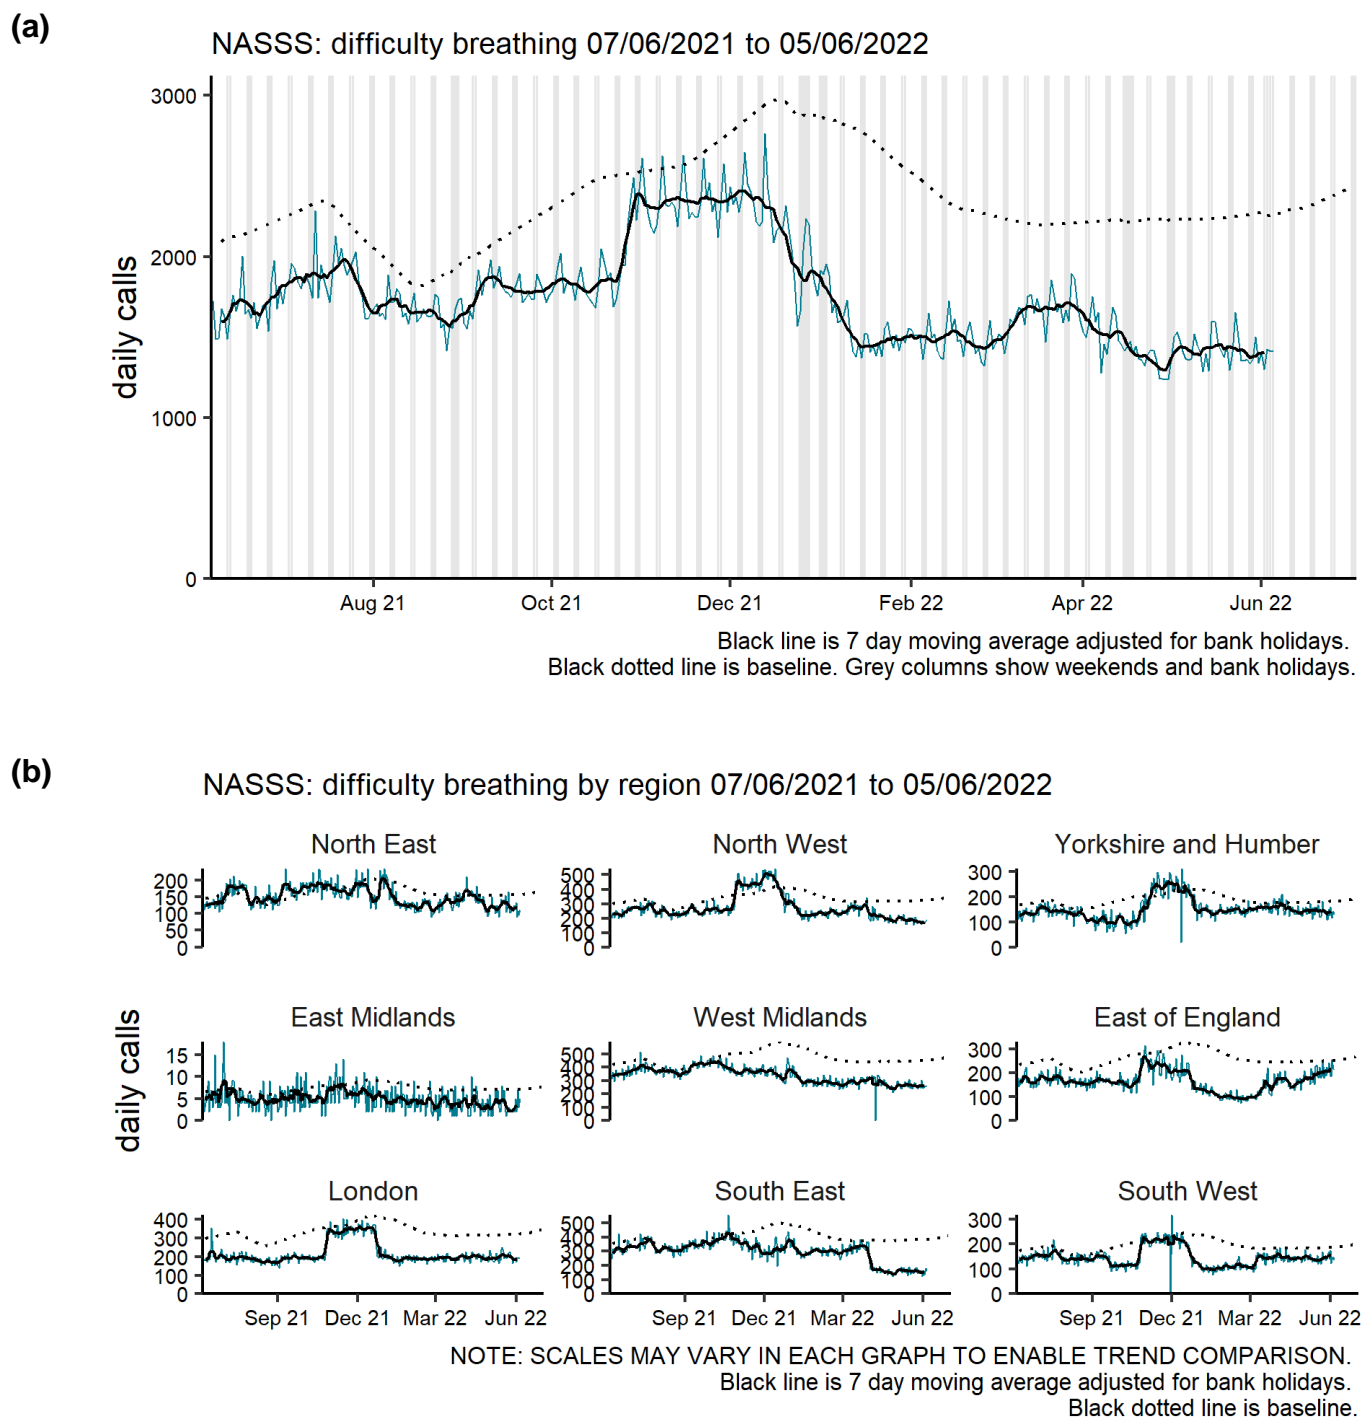 (a)
NASSS: difficulty breathing 07/06/2021 to 05/06/2022
3000
2000
1000
0
daily calls
Aug 21 Oct 21 Dec 21 Feb 22 Apr 22 Jun 22
Black line is 7 day moving average adjusted for bank holidays.
Black dotted line is baseline. Grey columns show weekends and bank holidays.
(b)
NASSS: difficulty breathing by region 07/06/2021 to 05/06/2022
daily calls
North East
200
150
100
50
0
North West
500
400
300
200
100
0
Yorkshire and Humber
300
200
100
0
East Midlands
15
10
5
0
West Midlands
500
400
300
200
100
0
East of England
300
200
100
0
London
400
300
200
100
0
Sep 21 Dec 21 Mar 22 Jun 22
South East
500
400
300
200
100
0
Sep 21 Dec 21 Mar 22 Jun 22
South West
300
200
100
0
Sep 21 Dec 21 Mar 22 Jun 22
NOTE: SCALES MAY VARY IN EACH GRAPH TO ENABLE TREND COMPARISON.
Black line is 7 day moving average adjusted for bank holidays.
Black dotted line is baseline.